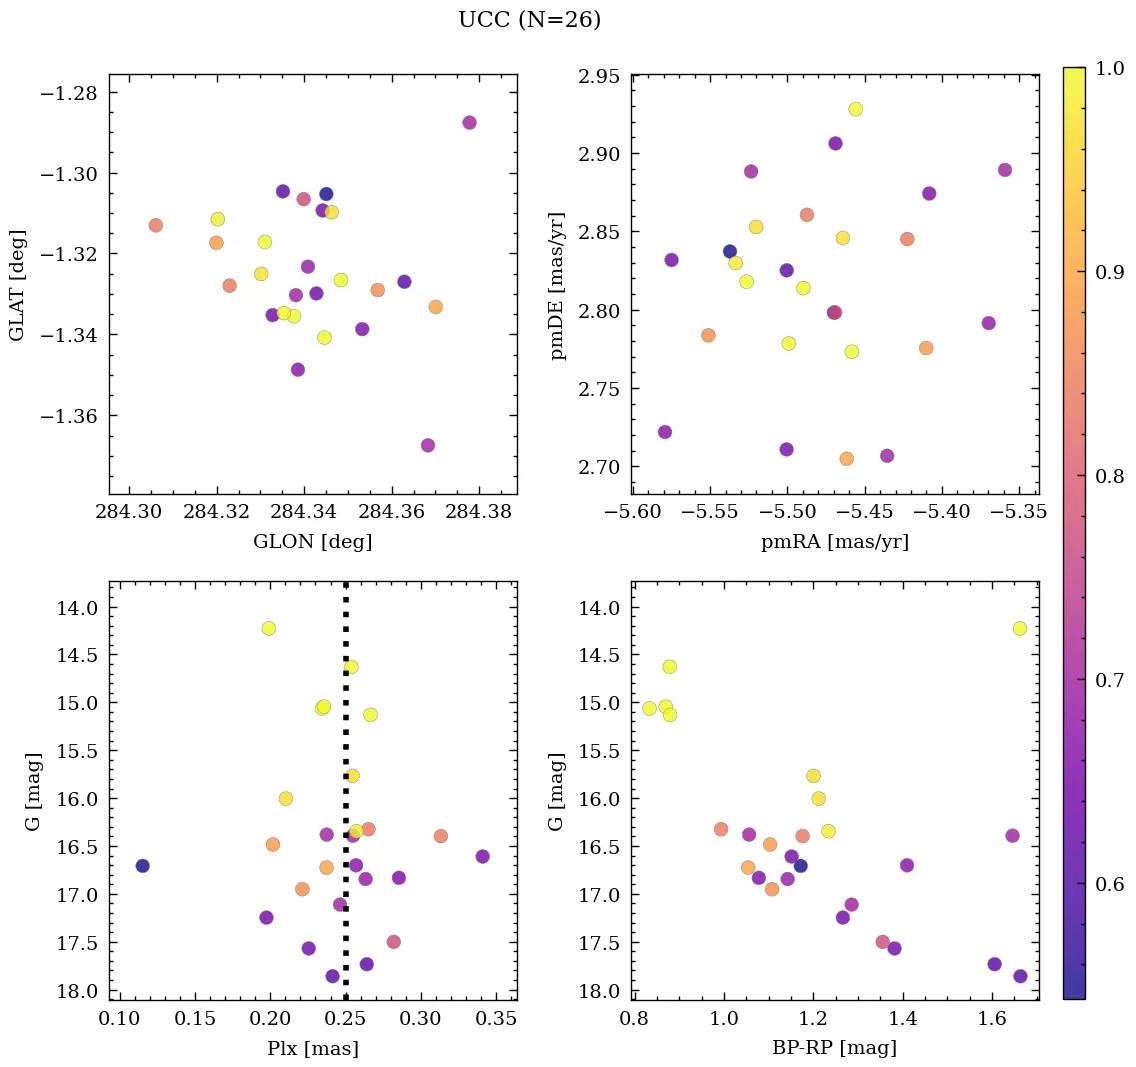 UCC (N=26)
−1.28
−1.30
−1.32
−1.34
−1.36
GLAT [deg]
284.30 284.32 284.34 284.36 284.38
GLON [deg]
2.95
2.90
2.85
2.80
2.75
2.70
pmDE [mas/yr]
−5.60 −5.55 −5.50 −5.45 −5.40 −5.35
pmRA [mas/yr]
14.0
14.5
15.0
15.5
16.0
16.5
17.0
17.5
18.0
G [mag]
0.10 0.15 0.20 0.25 0.30 0.35
Plx [mas]
14.0
14.5
15.0
15.5
16.0
16.5
17.0
17.5
18.0
G [mag]
0.8 1.0 1.2 1.4 1.6
BP-RP [mag]
1.0
0.9
0.8
0.7
0.6